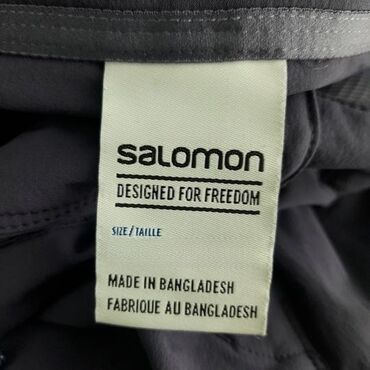 salomon
DESIGNED FOR FREEDOM
SIZE/TAILLE
MADE IN BANGLADESH
FABRIQUE AU BANGLADESH